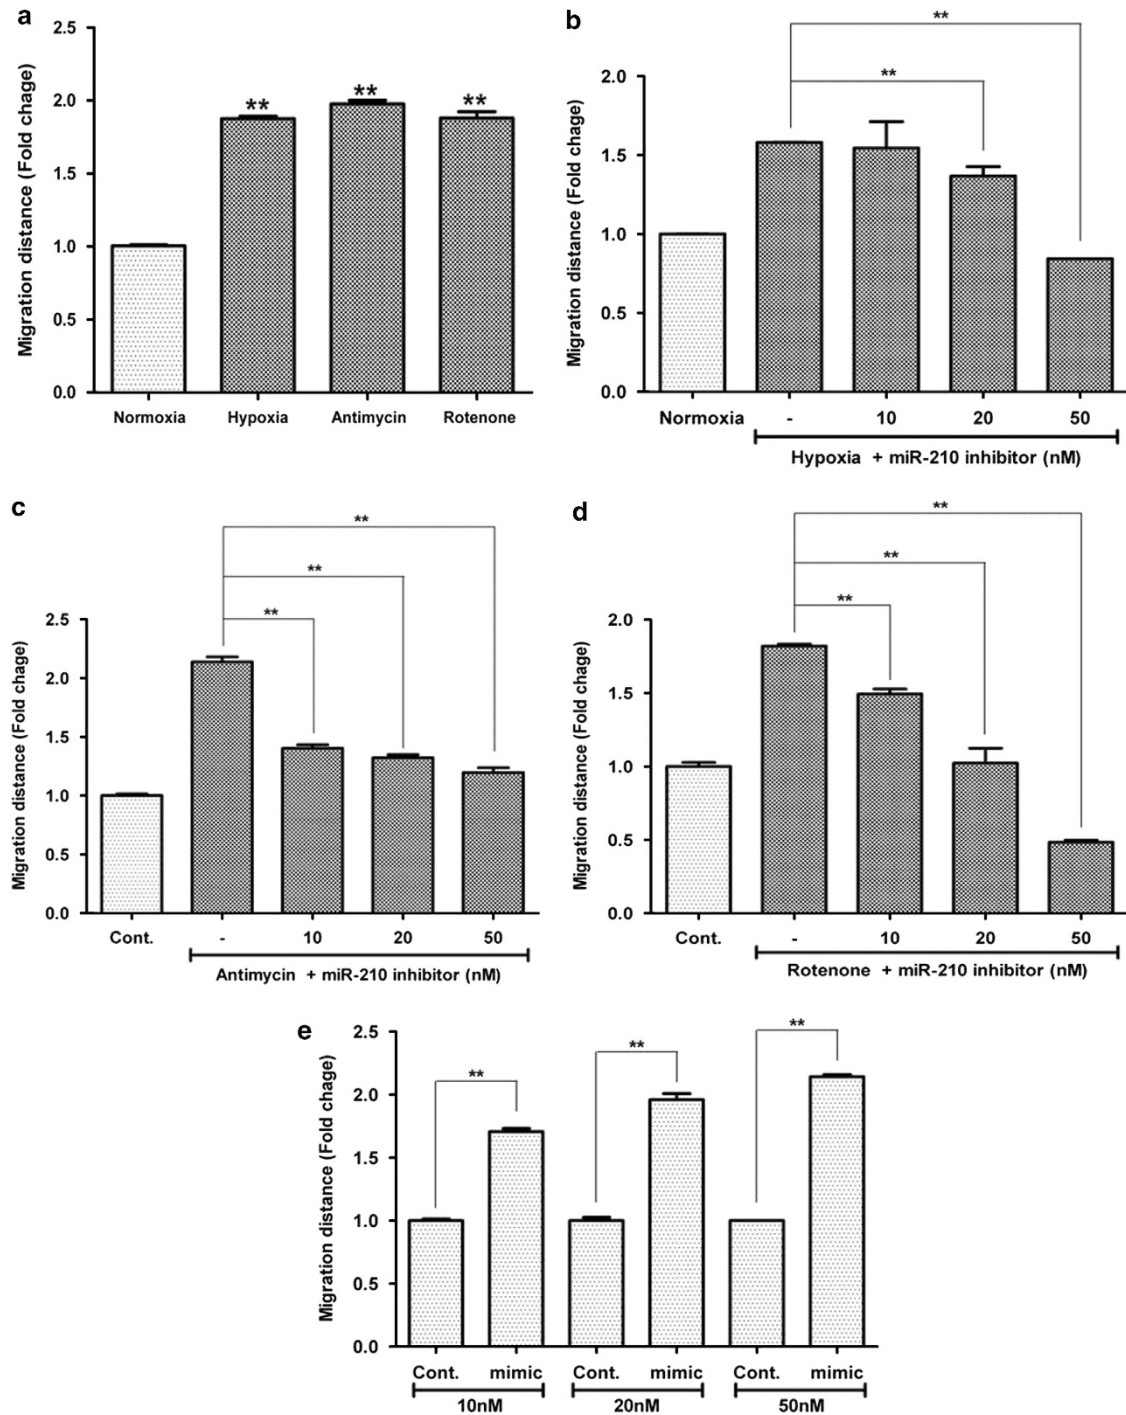 a
Migration distance (Fold chage)
2.5
2.0
1.5
1.0
0.5
0.0
** ** **
Normoxia Hypoxia Antimycin Rotenone
b
Migration distance (Fold chage)
2.0
1.5
1.0
0.5
0.0
**
**
Normoxia - 10 20 50
Hypoxia + miR-210 inhibitor (nM)
c
Migration distance (Fold chage)
2.5
2.0
1.5
1.0
0.5
0.0
**
**
**
Cont. - 10 20 50
Antimycin + miR-210 inhibitor (nM)
d
Migration distance (Fold chage)
2.0
1.5
1.0
0.5
0.0
**
**
**
Cont. - 10 20 50
Rotenone + miR-210 inhibitor (nM)
e
Migration distance (Fold chage)
2.5
2.0
1.5
1.0
0.5
0.0
** ** **
Cont. mimic Cont. mimic Cont. mimic
10nM 20nM 50nM